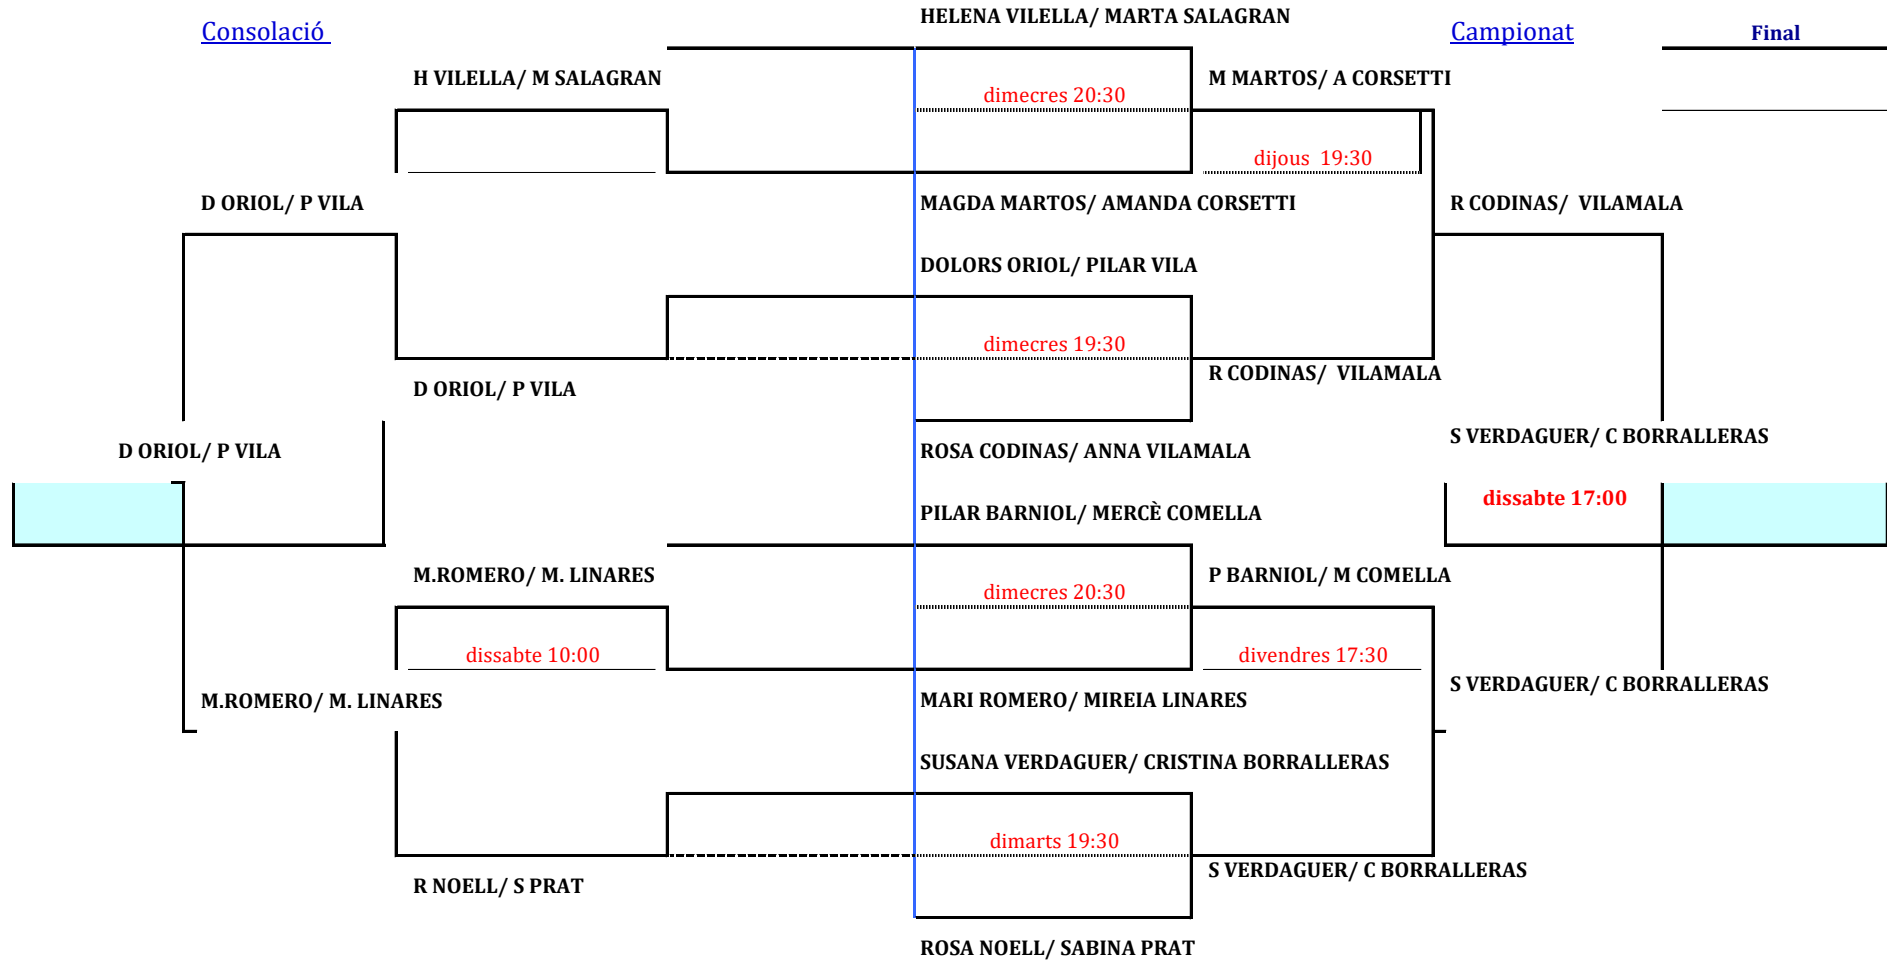 HELENA VILELLA/ MARTA SALAGRAN
Consolació
Campionat
Final
H VILELLA/ M SALAGRAN
M MARTOS/ A CORSETTI
dimecres 20:30
dijous  19:30
D ORIOL/ P VILA
MAGDA MARTOS/ AMANDA CORSETTI
R CODINAS/  VILAMALA
DOLORS ORIOL/ PILAR VILA
dimecres 19:30
R CODINAS/  VILAMALA
D ORIOL/ P VILA
S VERDAGUER/ C BORRALLERAS
D ORIOL/ P VILA
ROSA CODINAS/ ANNA VILAMALA
dissabte 17:00
PILAR BARNIOL/ MERCÈ COMELLA
M.ROMERO/ M. LINARES
P BARNIOL/ M COMELLA
dimecres 20:30
dissabte 10:00
divendres 17:30
S VERDAGUER/ C BORRALLERAS
M.ROMERO/ M. LINARES
MARI ROMERO/ MIREIA LINARES
SUSANA VERDAGUER/ CRISTINA BORRALLERAS
dimarts 19:30
S VERDAGUER/ C BORRALLERAS
R NOELL/ S PRAT
ROSA NOELL/ SABINA PRAT